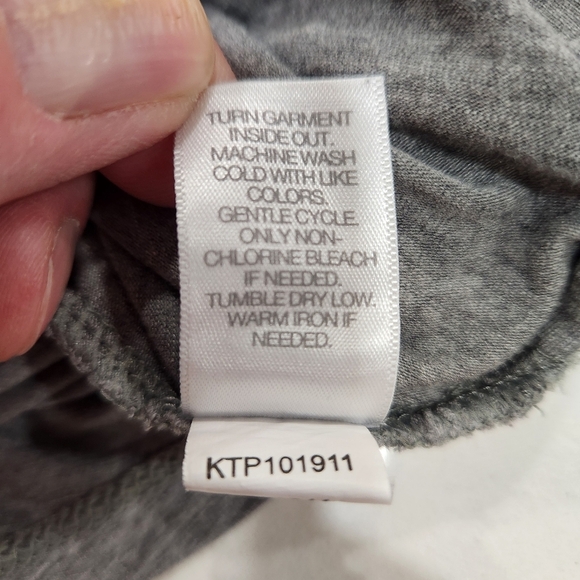 TURN GARMENT
INSIDE OUT.
MACHINE WASH
COLD WITH LIKE
COLORS.
GENTLE CYCLE.
ONLY NON-
CHLORINE BLEACH
IF NEEDED.
TUMBLE DRY LOW.
WARM IRON IF
NEEDED.
KTP101911